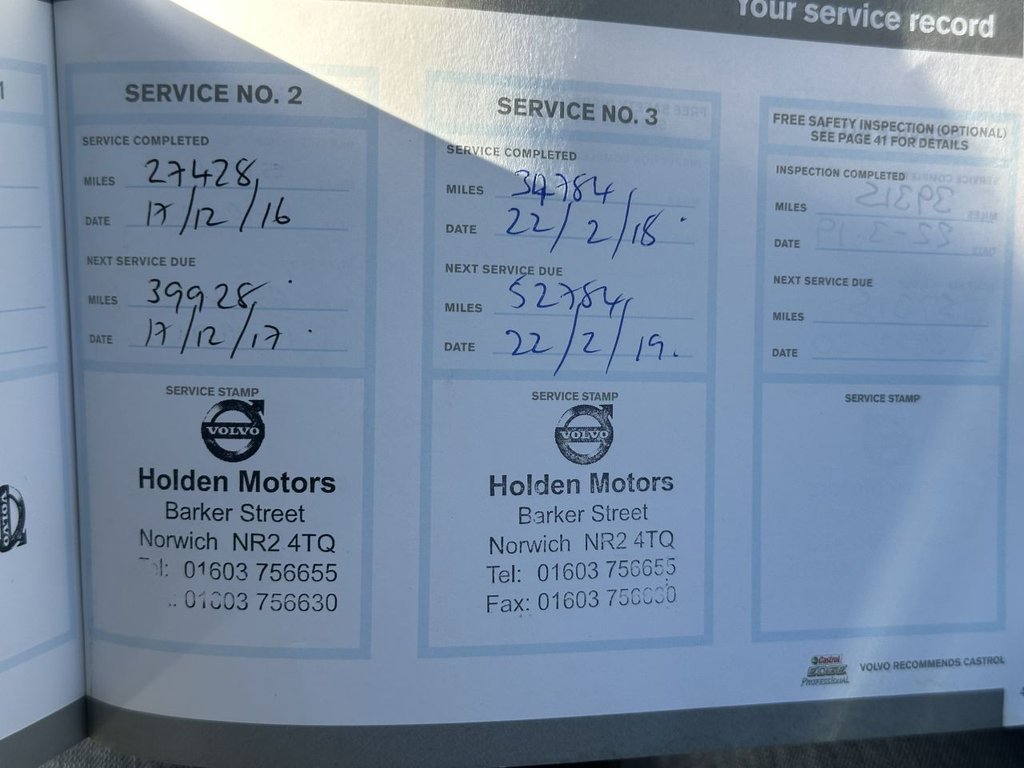 Your service record
SERVICE NO. 2
SERVICE COMPLETED
MILES 27428
DATE 17/12/16
NEXT SERVICE DUE
MILES 39928
DATE 17/12/17
SERVICE STAMP
VOLVO
Holden Motors
Barker Street
Norwich NR2 4TQ
Tel: 01603 756655
01603 756630
SERVICE NO. 3
SERVICE COMPLETED
MILES 34784
DATE 22/2/18
NEXT SERVICE DUE
MILES 52784
DATE 22/2/19.
SERVICE STAMP
VOLVO
Holden Motors
Barker Street
Norwich NR2 4TQ
Tel: 01603 756655
Fax: 01603 756630
FREE SAFETY INSPECTION (OPTIONAL)
SEE PAGE 41 FOR DETAILS
INSPECTION COMPLETED
MILES
DATE
NEXT SERVICE DUE
MILES
DATE
SERVICE STAMP
Castrol
EDGE
PROFESSIONAL
VOLVO RECOMMENDS CASTROL
VOLVO